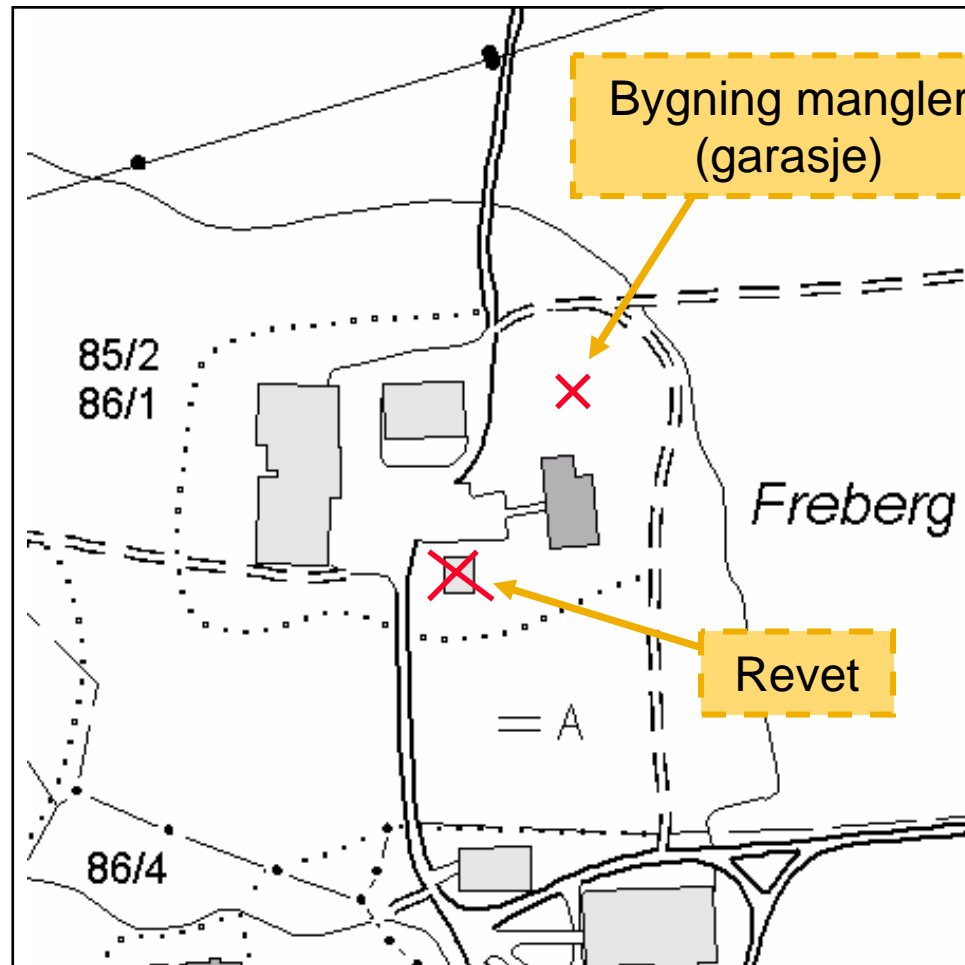 Bygning mangler
(garasje)
85/2
86/1
Freberg
Revet
= A
86/4